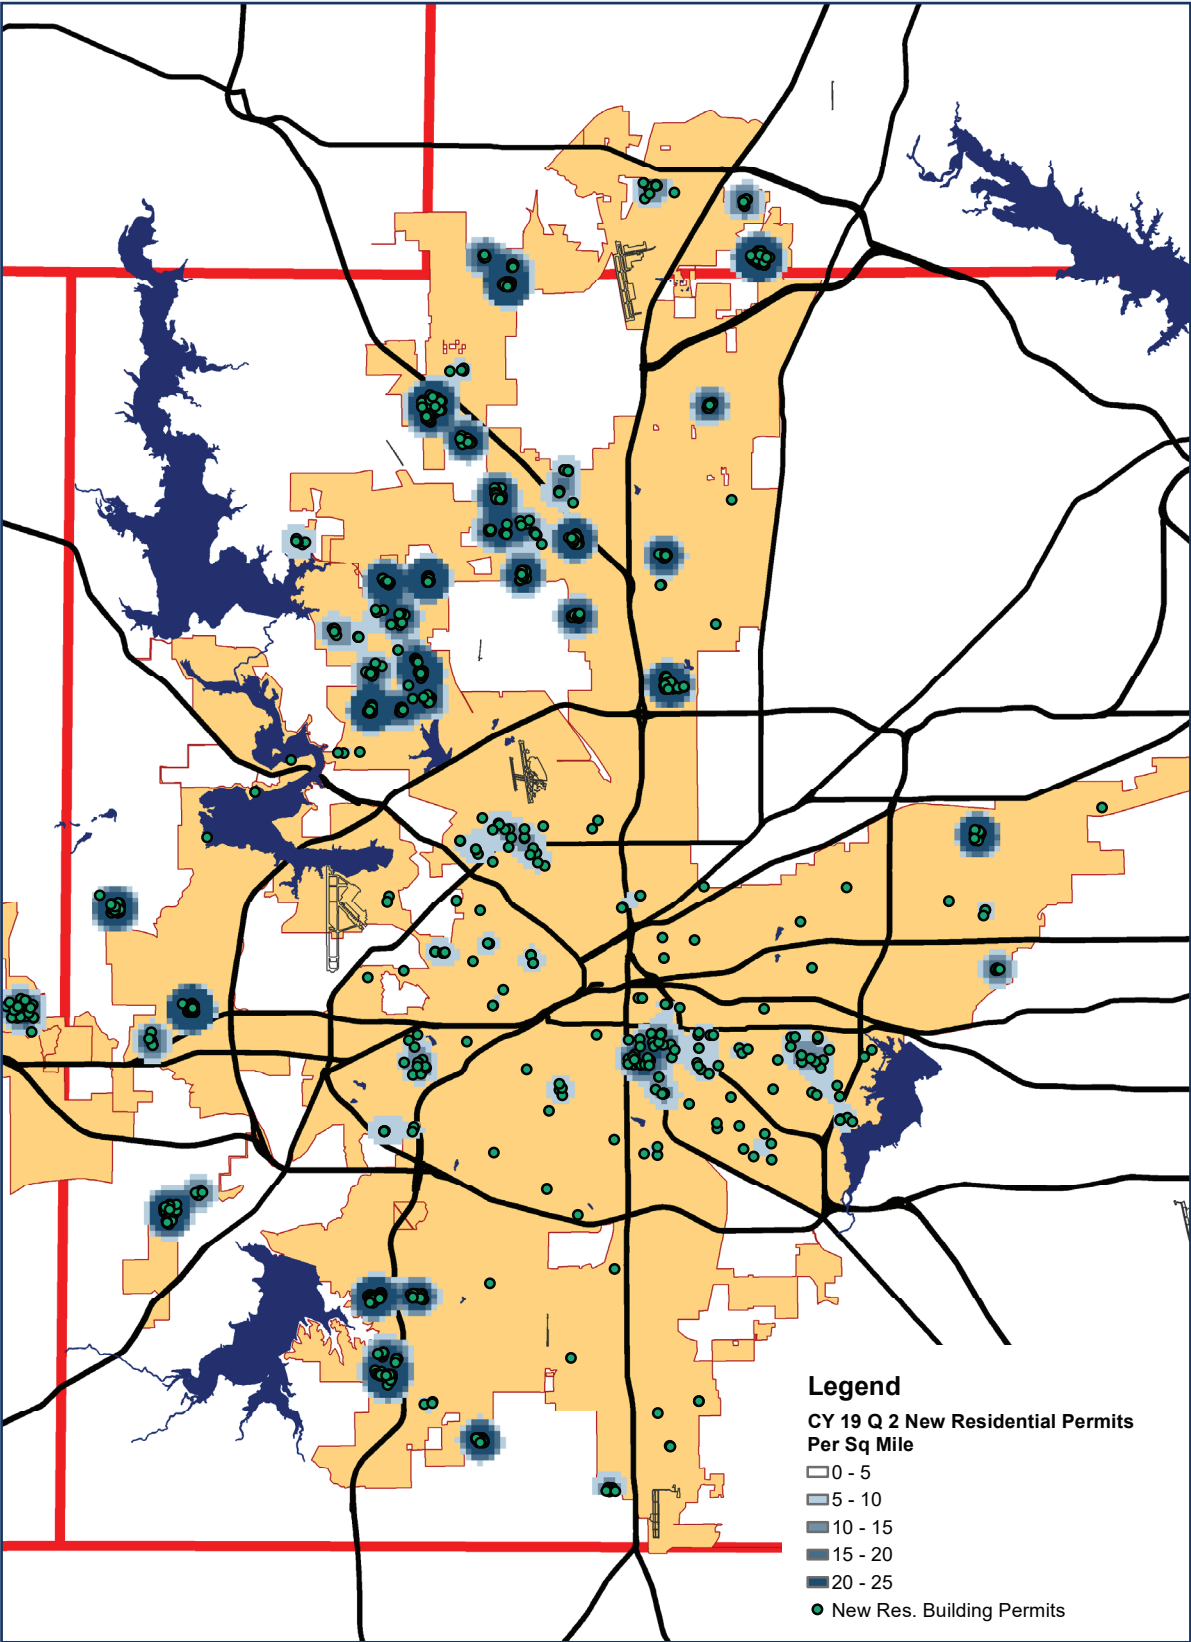 Legend
CY 19 Q 2 New Residential Permits
Per Sq Mile
0 - 5
5 - 10
10 - 15
15 - 20
20 - 25
New Res. Building Permits